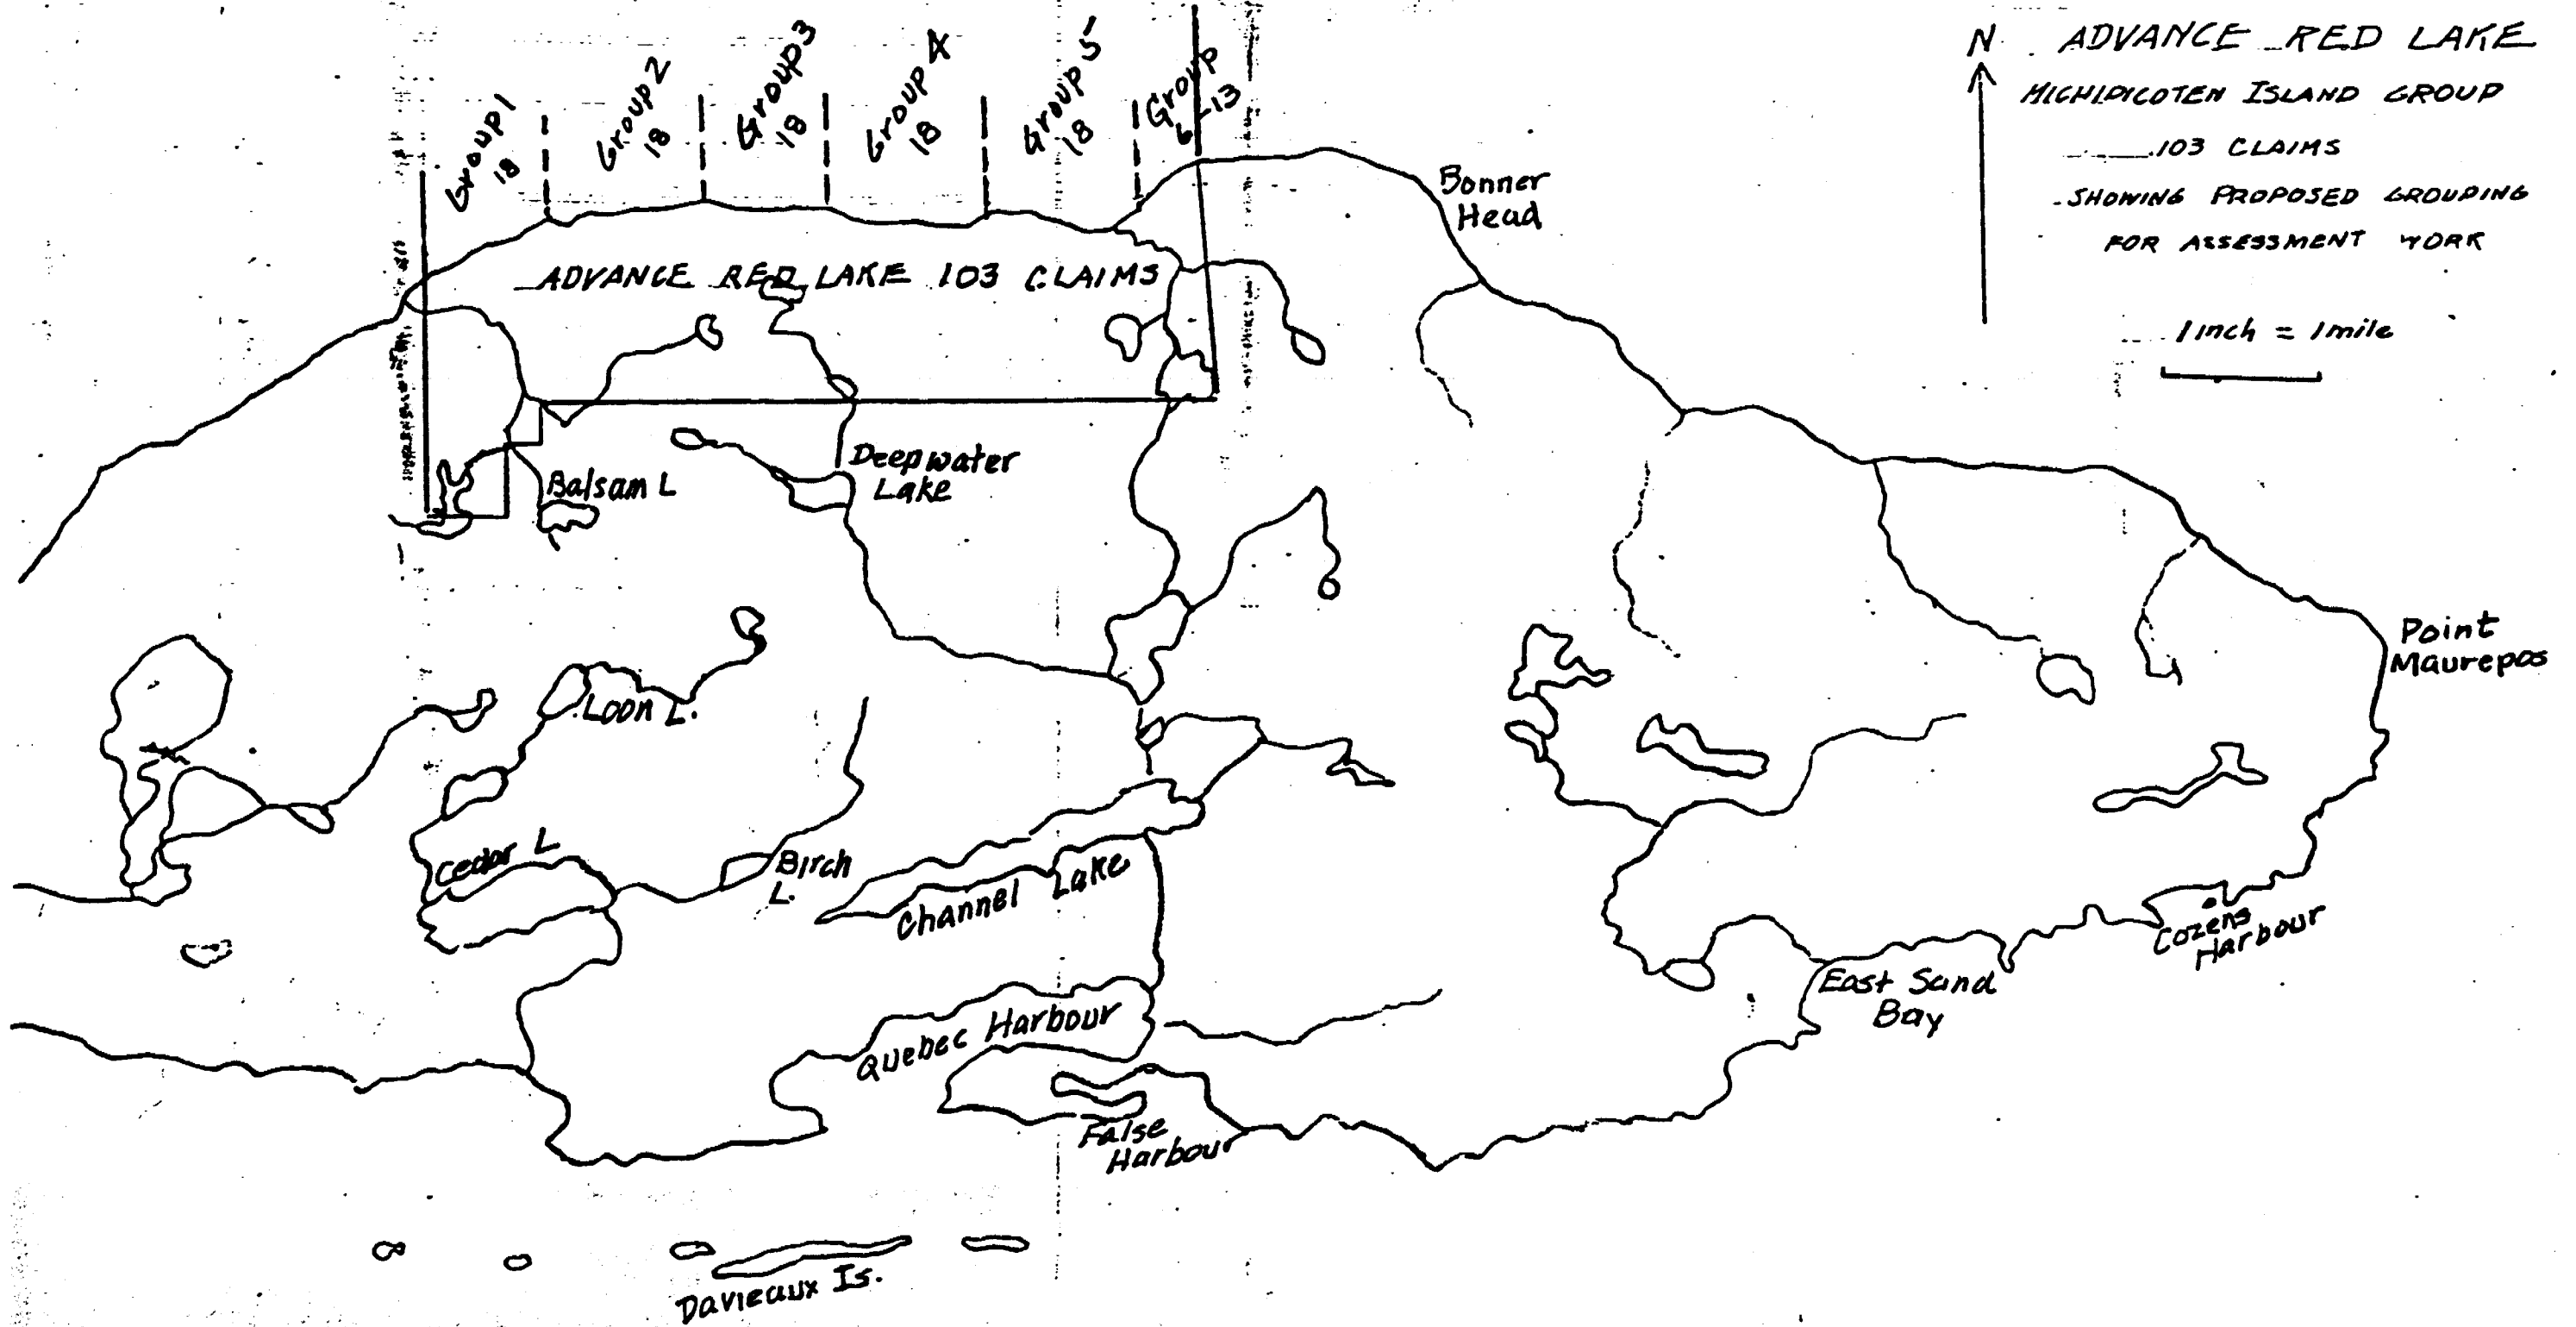 N
ADVANCE RED LAKE
MICHIPICOTEN ISLAND GROUP
103 CLAIMS
SHOWING PROPOSED GROUPING
FOR ASSESSMENT WORK
1 inch = 1 mile
Group 1
18
Group 2
18
Group 3
18
Group 4
18
Group 5
18
Group
6-13
Bonner
Head
ADVANCE RED LAKE 103 CLAIMS
Deepwater
Lake
Balsam L
Point
Maurepas
Loon L.
Cedar L
Birch
L.
Channel Lake
Cozens
Harbour
East Sand
Bay
Quebec Harbour
False
Harbour
Davieaux Is.